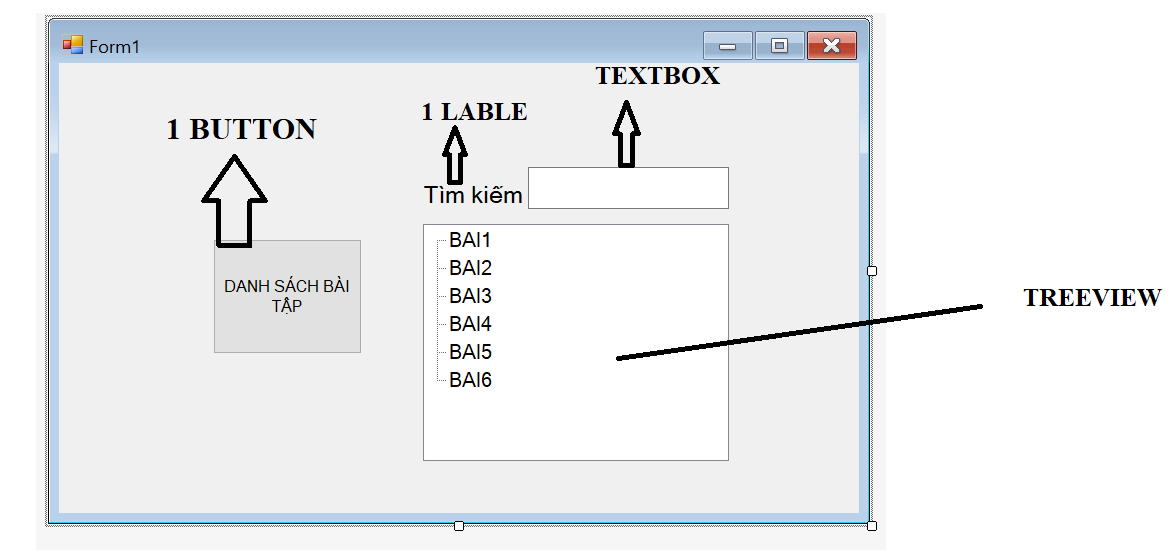 Form1
TEXTBOX
1 LABLE
1 BUTTON
Tìm kiếm
BAI1
BAI2
BAI3
BAI4
BAI5
BAI6
DANH SÁCH BÀI
TẬP
TREEVIEW